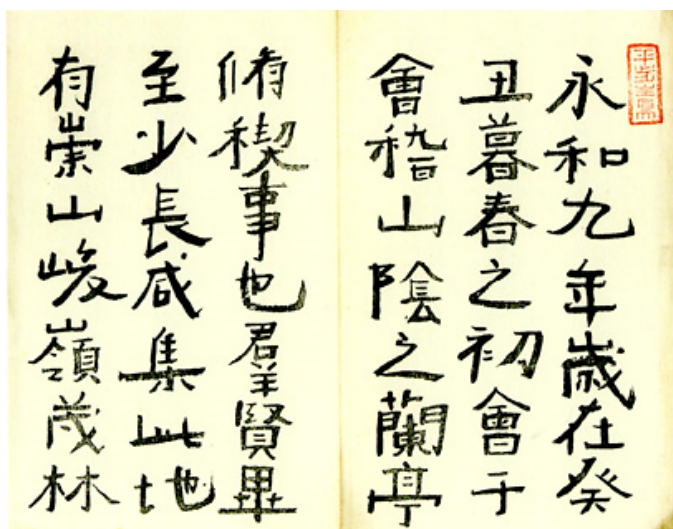 永和九年歲在癸
丑暮春之初會于
會稽山陰之蘭亭
脩稧事也群賢畢
至少長咸集此地
有崇山峻嶺茂林